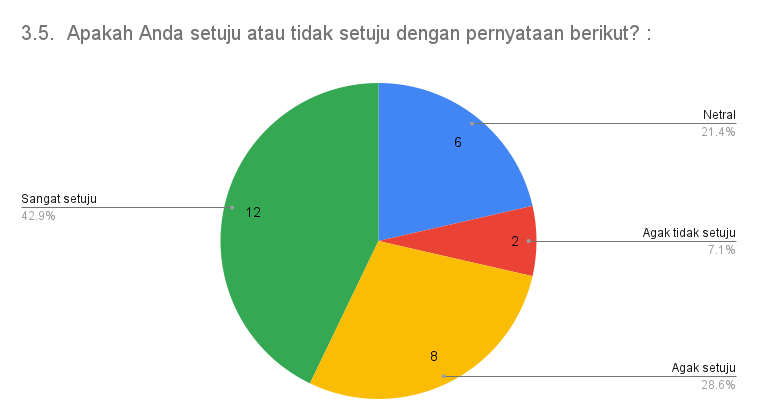 3.5. Apakah Anda setuju atau tidak setuju dengan pernyataan berikut? :
Netral
21.4%
6
Sangat setuju
42.9%
12
Agak tidak setuju
7.1%
2
8
Agak setuju
28.6%